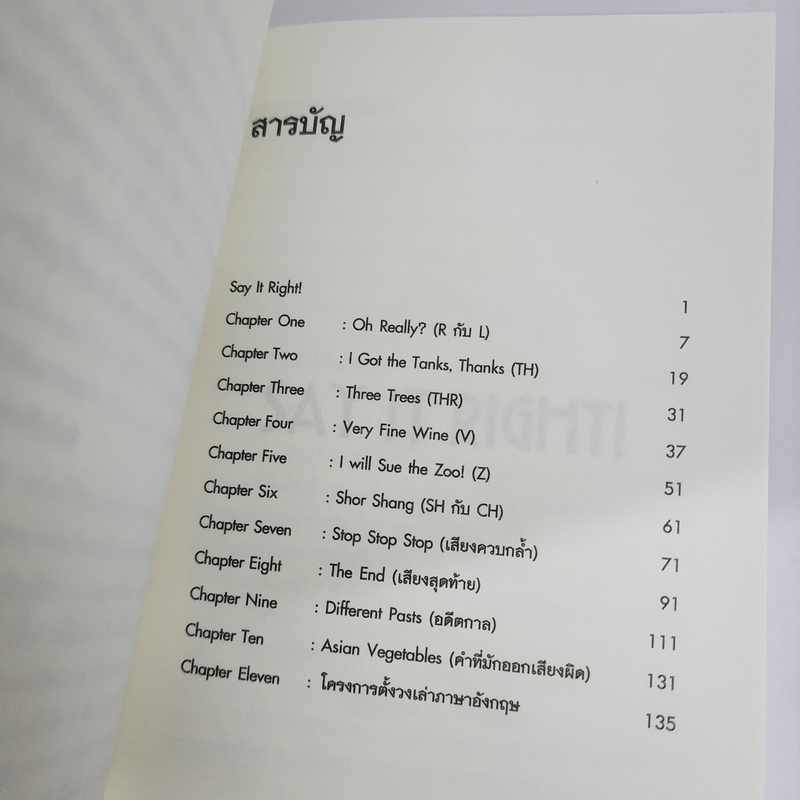 สารบัญ
Say It Right! 1
Chapter One : Oh Really? (R กับ L) 7
Chapter Two : I Got the Tanks, Thanks (TH) 19
Chapter Three : Three Trees (THR) 31
Chapter Four : Very Fine Wine (V) 37
Chapter Five : I will Sue the Zoo! (Z) 51
Chapter Six : Shor Shang (SH กับ CH) 61
Chapter Seven : Stop Stop Stop (เสียงควบกล้ำ) 71
Chapter Eight : The End (เสียงสุดท้าย) 91
Chapter Nine : Different Pasts (อดีตกาล) 111
Chapter Ten : Asian Vegetables (คำที่มักออกเสียงผิด) 131
Chapter Eleven : โครงการตั้งวงเล่าภาษาอังกฤษ 135